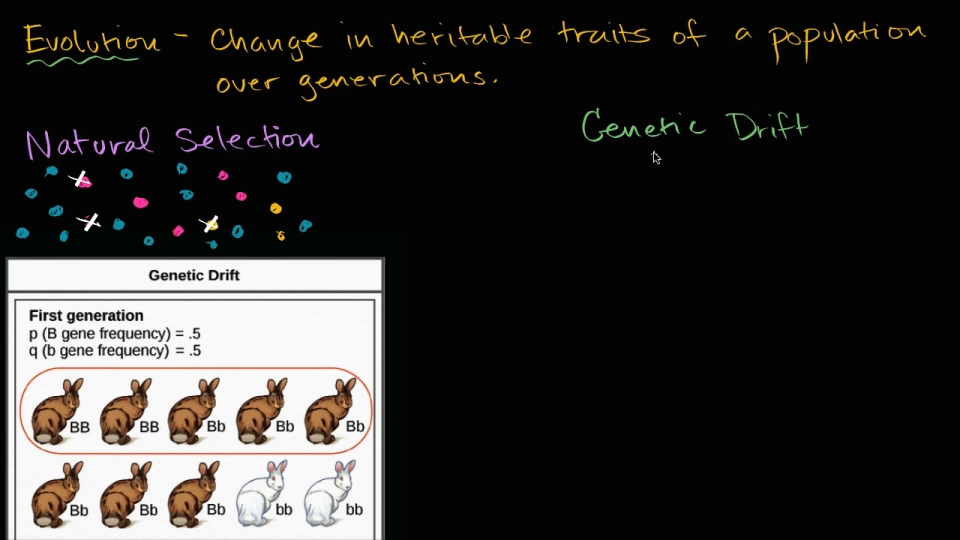 Evolution - Change in heritable traits of a population
over generations.
Natural Selection
Genetic Drift
Genetic Drift
First generation
p (B gene frequency) = .5
q (b gene frequency) = .5
BB BB Bb Bb Bb
Bb Bb Bb bb bb